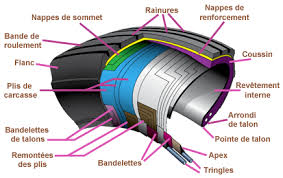 Nappes de sommet
Rainures
Nappes de
renforcement
Bande de
roulement
Flanc
Coussin
Plis de
carcasse
Revêtement
interne
Arrondi
de talon
Bandelettes
de talons
Pointe de talon
Remontées
des plis
Bandelettes
Apex
Tringles